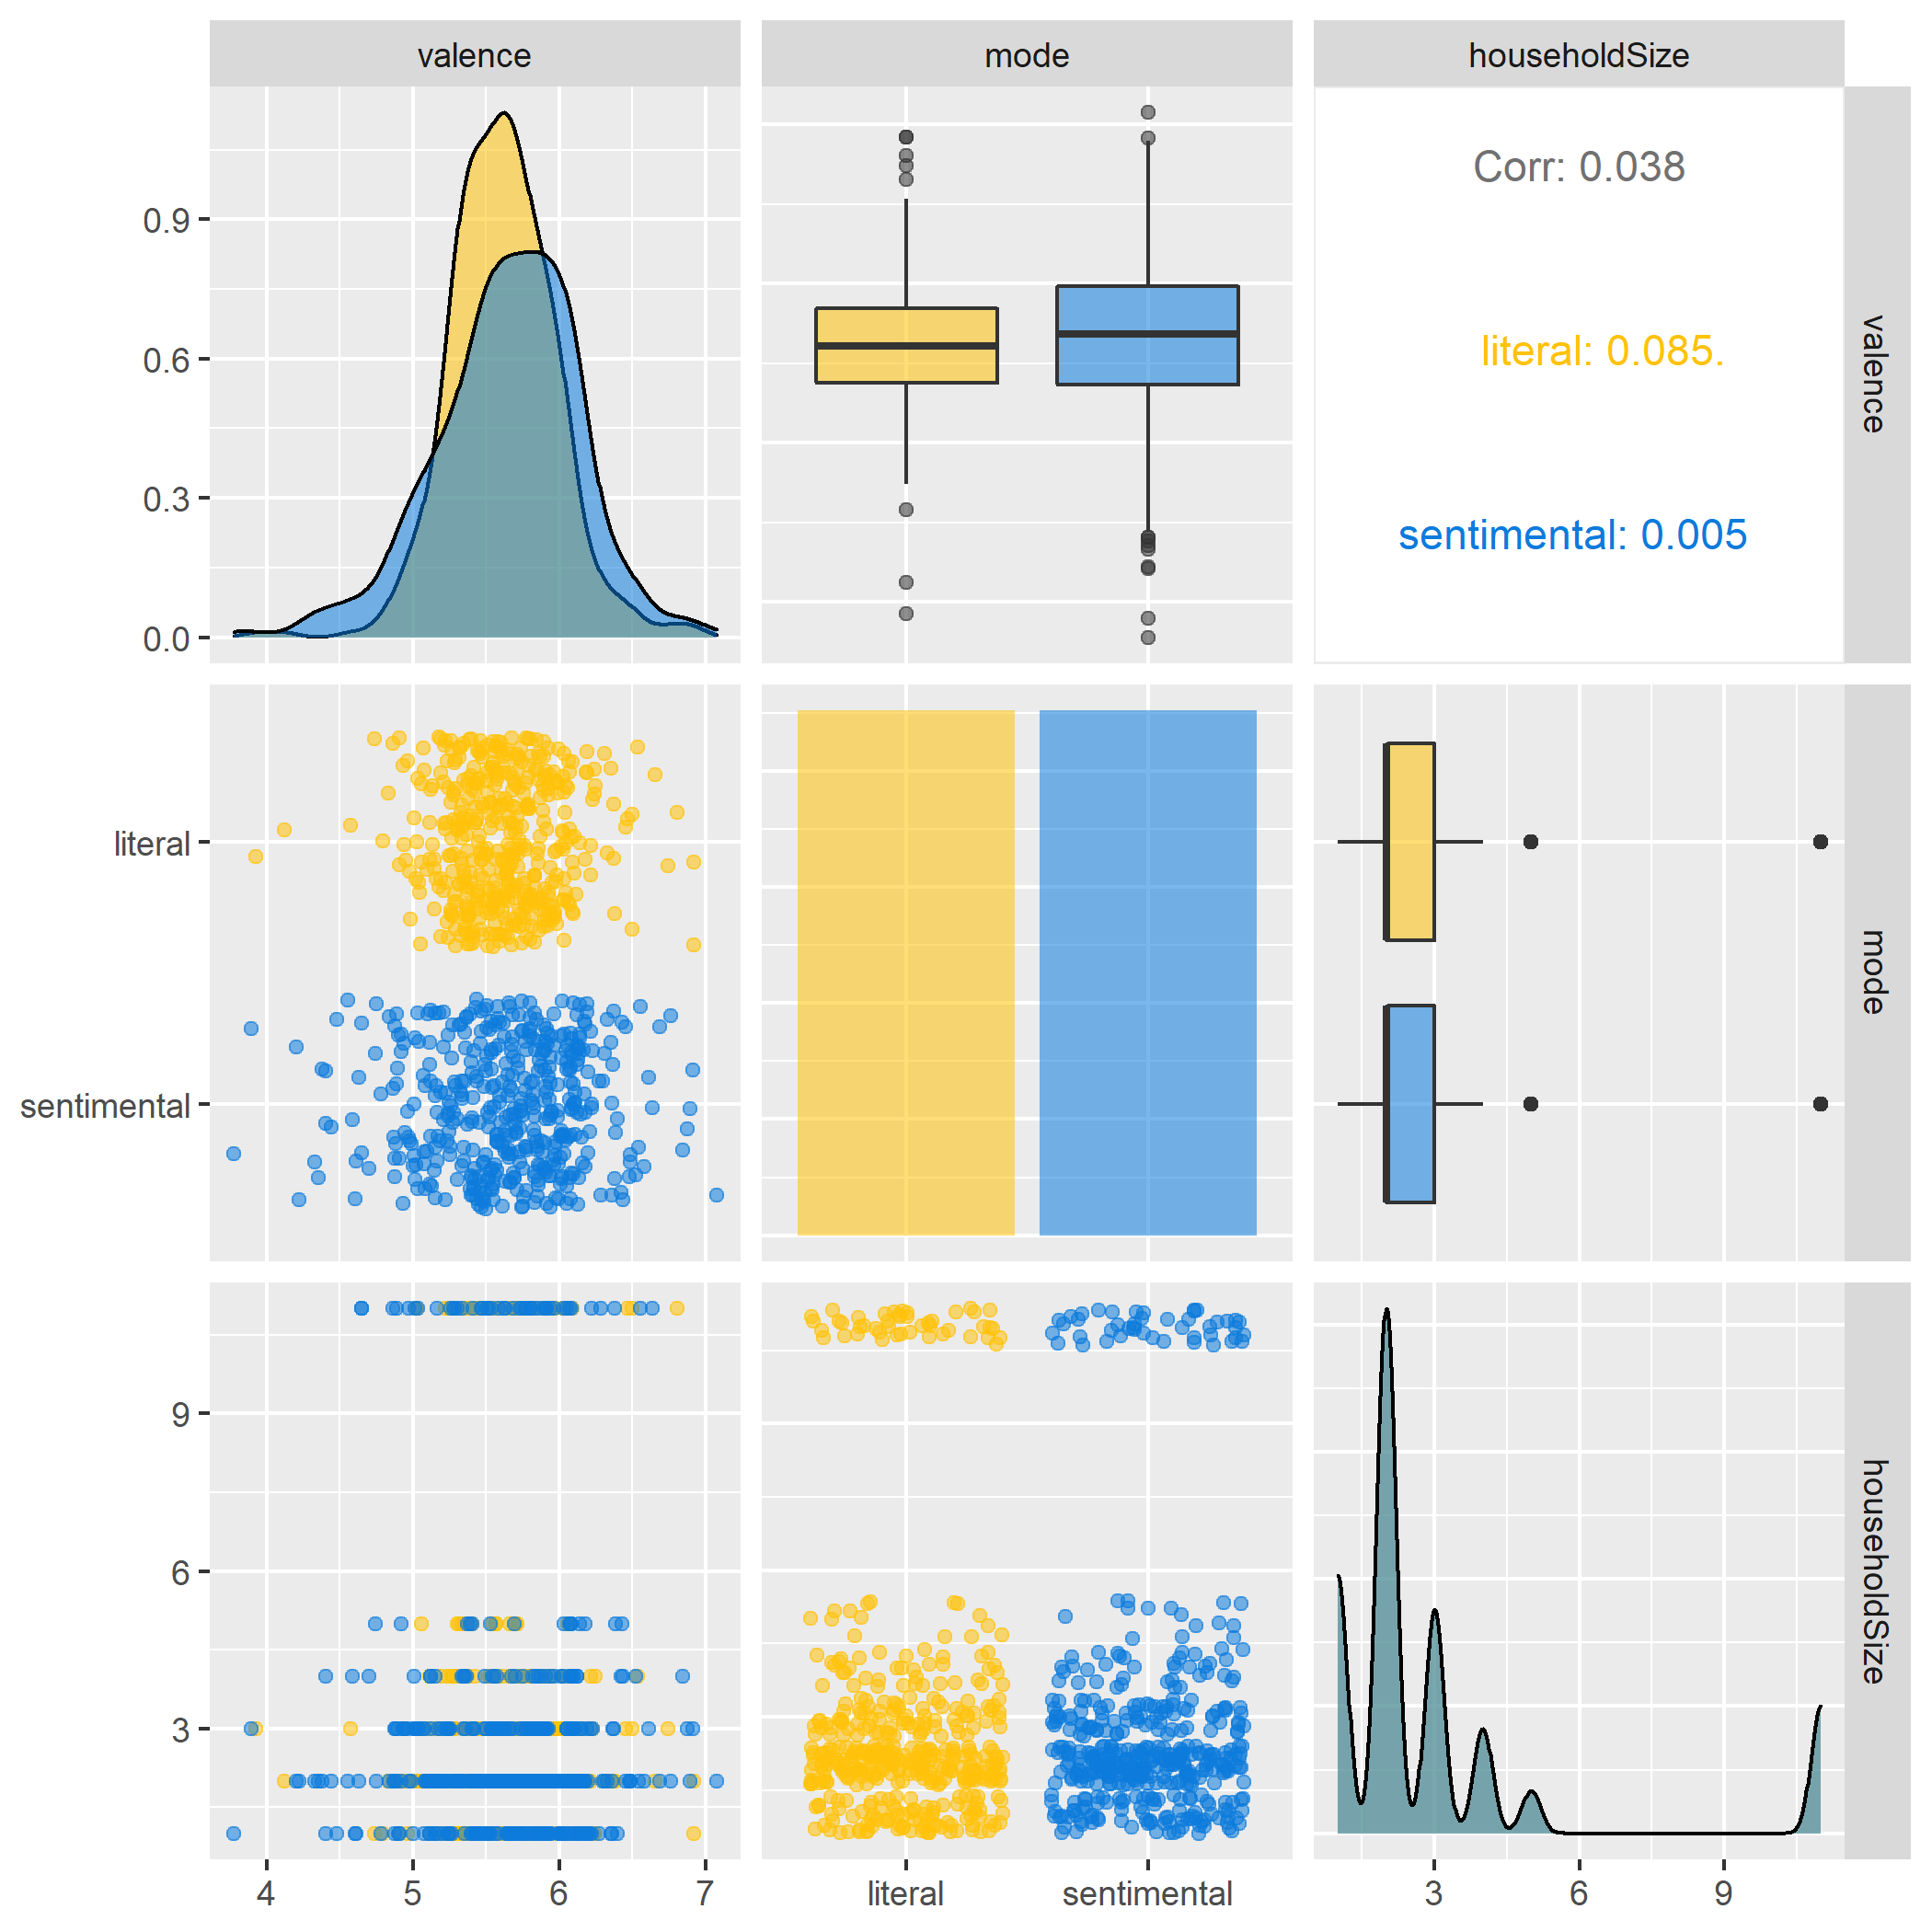 valence
mode
householdSize
0.9
0.6
0.3
0.0
Corr: 0.038
literal: 0.085.
sentimental: 0.005
valence
literal
sentimental
mode
9
6
3
householdSize
4 5 6 7
literal sentimental
3 6 9